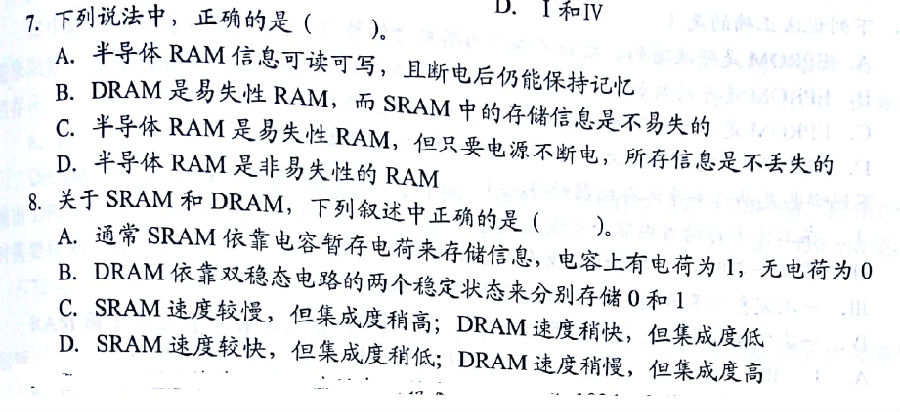 D. Ⅰ和Ⅳ
7. 下列说法中，正确的是（ ）。
A. 半导体 RAM 信息可读可写，且断电后仍能保持记忆
B. DRAM 是易失性 RAM，而 SRAM 中的存储信息是不易失的
C. 半导体 RAM 是易失性 RAM，但只要电源不断电，所存信息是不丢失的
D. 半导体 RAM 是非易失性的 RAM
8. 关于 SRAM 和 DRAM，下列叙述中正确的是（ ）。
A. 通常 SRAM 依靠电容暂存电荷来存储信息，电容上有电荷为 1，无电荷为 0
B. DRAM 依靠双稳态电路的两个稳定状态来分别存储 0 和 1
C. SRAM 速度较慢，但集成度稍高；DRAM 速度稍快，但集成度低
D. SRAM 速度较快，但集成度稍低；DRAM 速度稍慢，但集成度高